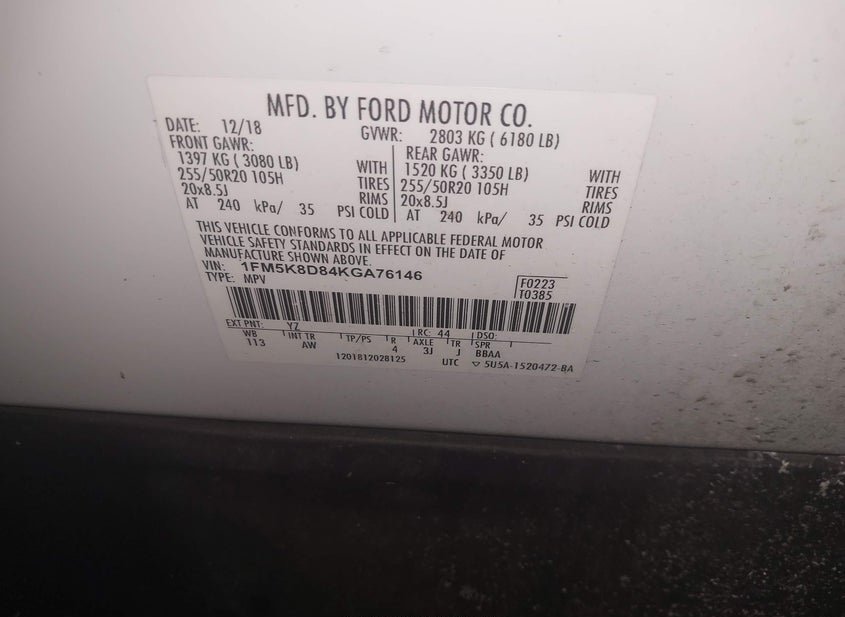 MFD. BY FORD MOTOR CO.
DATE: 12/18 GVWR: 2803 KG ( 6180 LB)
FRONT GAWR:
1397 KG ( 3080 LB) WITH
255/50R20 105H TIRES
20x8.5J RIMS
AT 240 kPa/ 35 PSI COLD
REAR GAWR:
1520 KG ( 3350 LB) WITH
255/50R20 105H TIRES
20x8.5J RIMS
AT 240 kPa/ 35 PSI COLD
THIS VEHICLE CONFORMS TO ALL APPLICABLE FEDERAL MOTOR
VEHICLE SAFETY STANDARDS IN EFFECT ON THE DATE OF
MANUFACTURE SHOWN ABOVE.
VIN: 1FM5K8D84KGA76146
TYPE: MPV
F0223
T0385
EXT PNT: YZ RC: 44 DSO:
WB INT TR TP/PS R AXLE TR SPR
113 AW 4 3J J BBAA
1201812028125 UTC ▽ 5U5A-1520472-BA